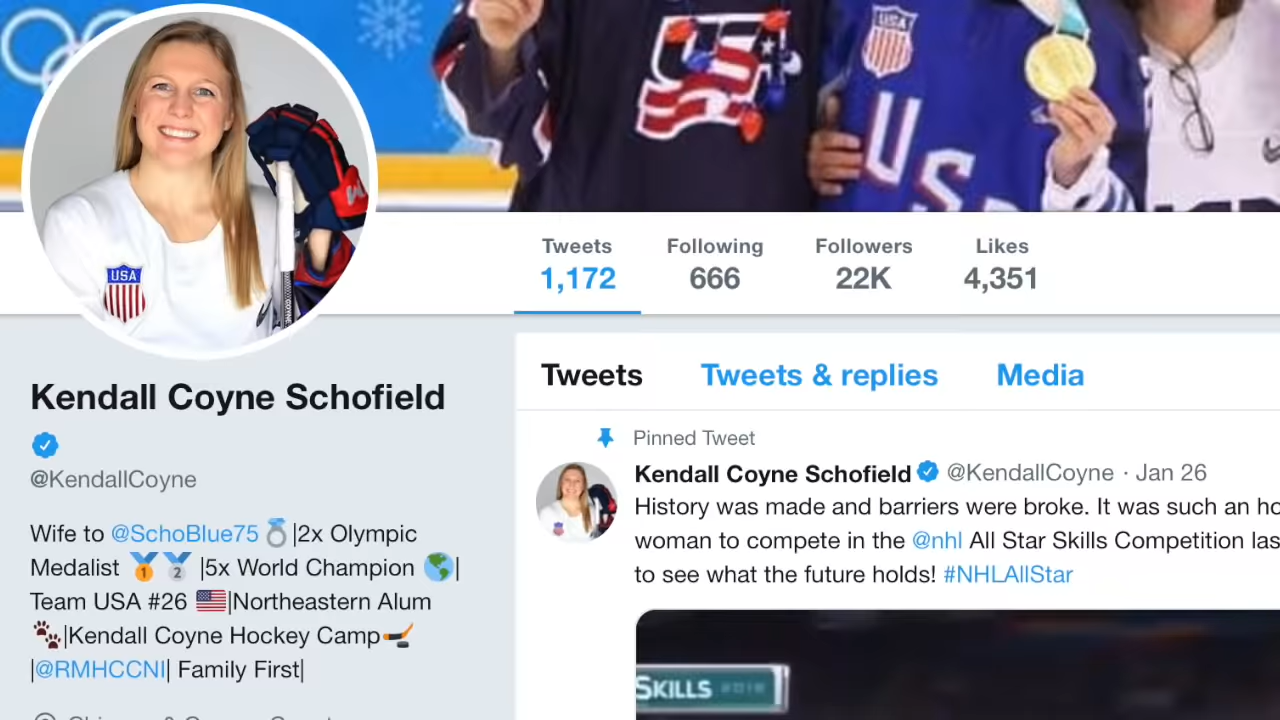 USA
USA
USA
Tweets Following Followers Likes
1,172 666 22K 4,351
Kendall Coyne Schofield
@KendallCoyne
Wife to @SchoBlue75 💍|2x Olympic
Medalist 🥇🥈 |5x World Champion 🌎|
Team USA #26 🇺🇸|Northeastern Alum
🐾|Kendall Coyne Hockey Camp🏒
|@RMHCCNI| Family First|
Tweets Tweets & replies Media
Pinned Tweet
Kendall Coyne Schofield @KendallCoyne · Jan 26
History was made and barriers were broke. It was such an ho
woman to compete in the @nhl All Star Skills Competition las
to see what the future holds! #NHLAllStar
SKILLS